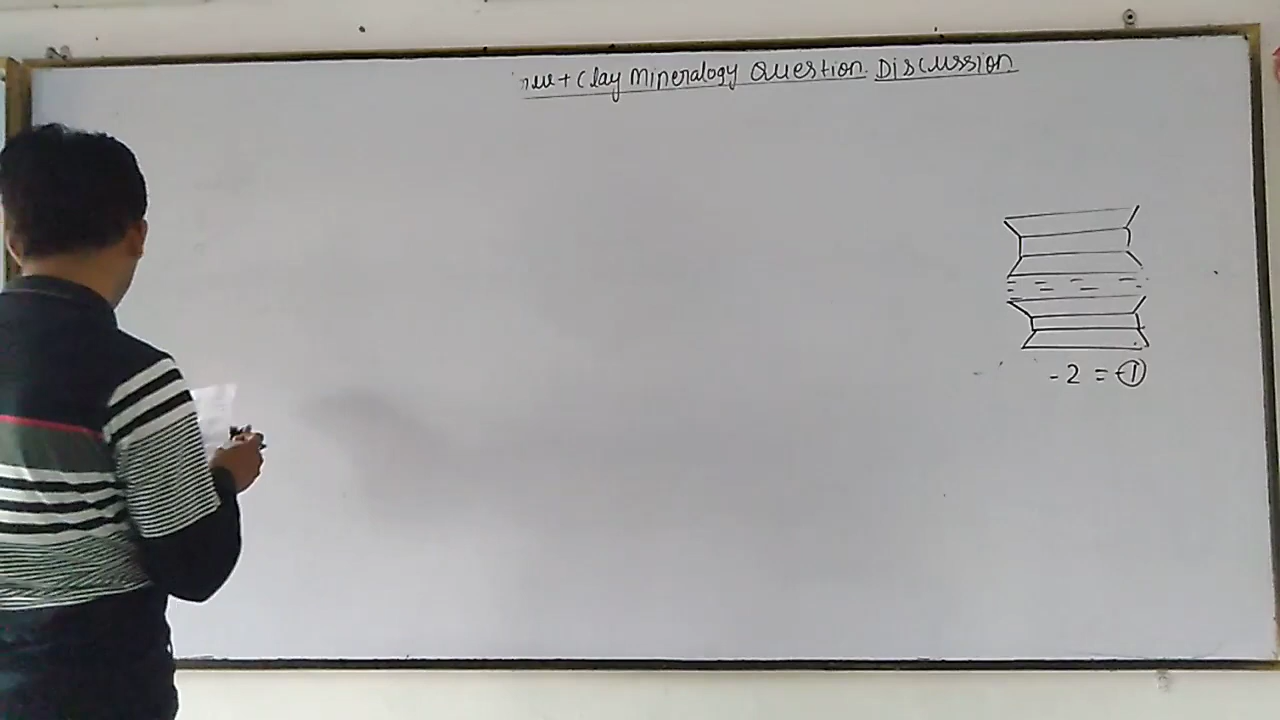 + Clay Mineralogy Question Discussion
- 2 = -1